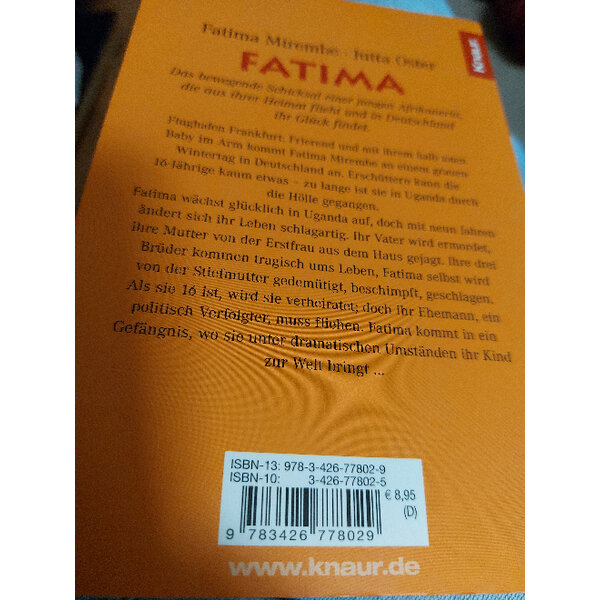 Fatima Mirembe · Jutta Oster
Knaur
FATIMA
Das bewegende Schicksal einer jungen Afrikanerin,
die aus ihrer Heimat flieht und in Deutschland
ihr Glück findet.
Flughafen Frankfurt: Frierend und mit ihrem halb toten
Baby im Arm kommt Fatima Mirembe an einem grauen
Wintertag in Deutschland an. Erschüttern kann die
16-Jährige kaum etwas – zu lange ist sie in Uganda durch
die Hölle gegangen.
Fatima wächst glücklich in Uganda auf, doch mit neun Jahren
ändert sich ihr Leben schlagartig. Ihr Vater wird ermordet,
ihre Mutter von der Erstfrau aus dem Haus gejagt. Ihre drei
Brüder kommen tragisch ums Leben, Fatima selbst wird
von der Stiefmutter gedemütigt, beschimpft, geschlagen.
Als sie 16 ist, wird sie verheiratet; doch ihr Ehemann, ein
politisch Verfolgter, muss fliehen. Fatima kommt in ein
Gefängnis, wo sie unter dramatischen Umständen ihr Kind
zur Welt bringt ...
ISBN-13: 978-3-426-77802-9
ISBN-10: 3-426-77802-5
€ 8,95
(D)
9 783426 778029
www.knaur.de